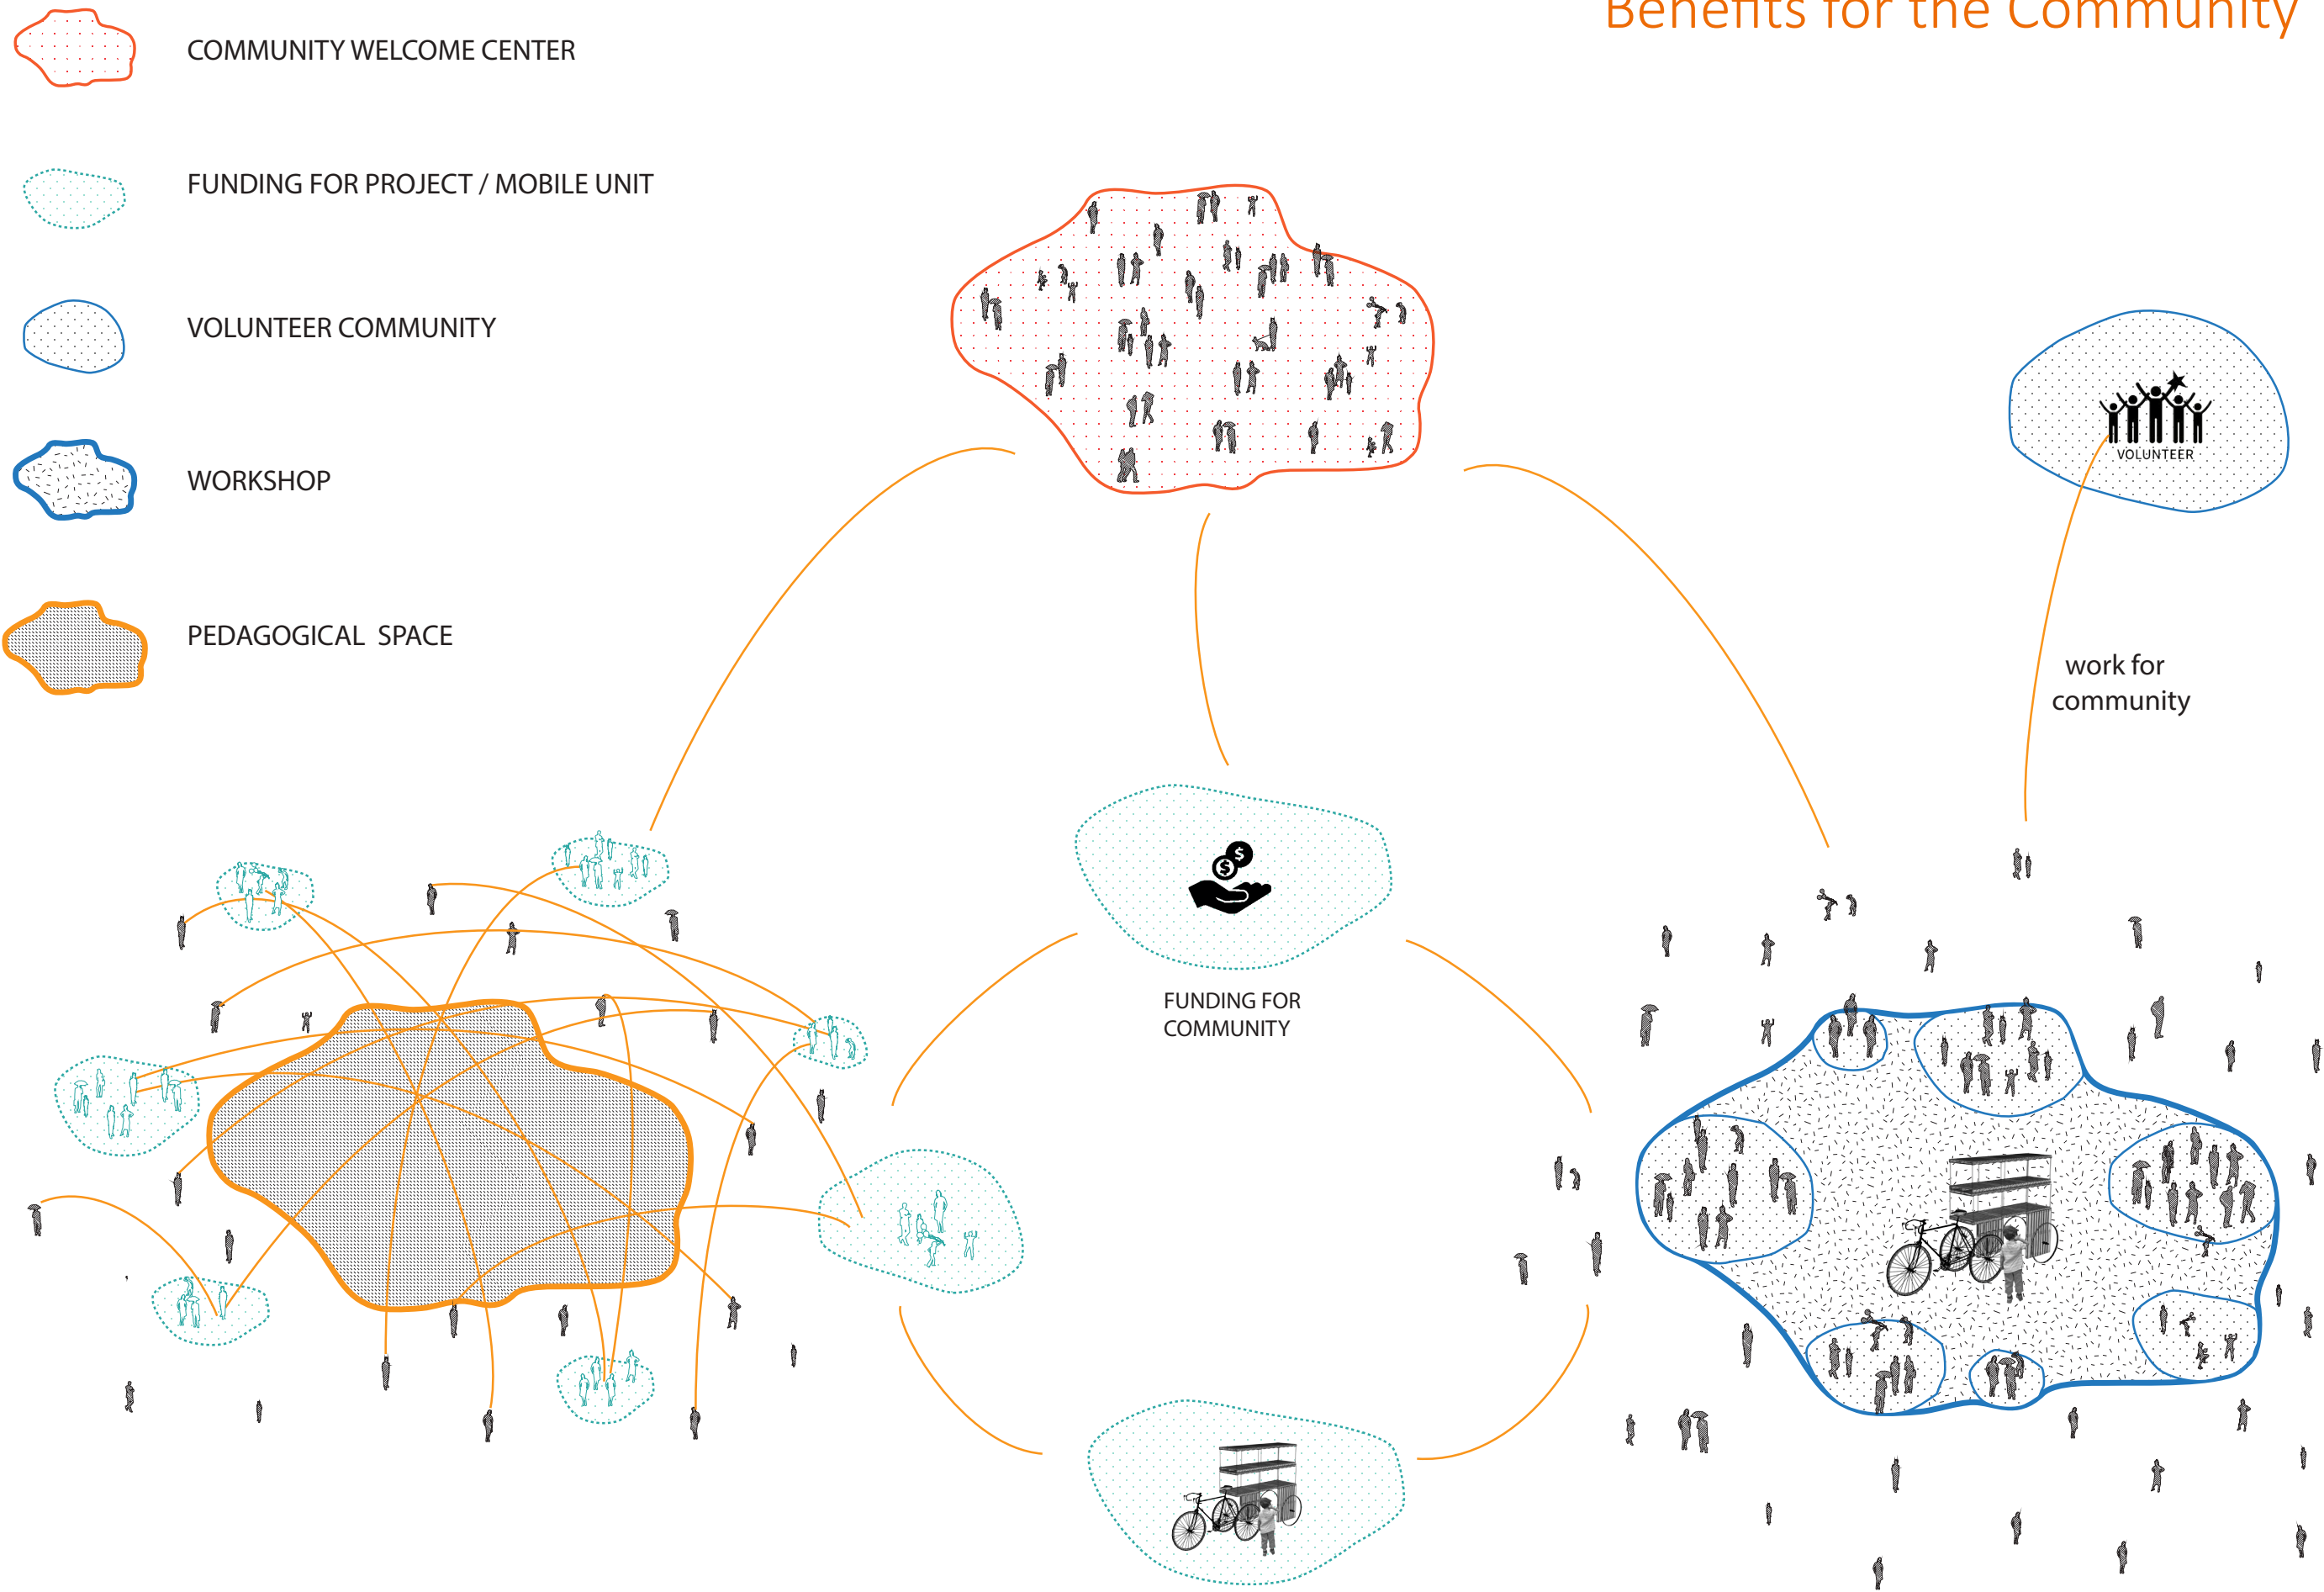 Benefits for the Community
COMMUNITY WELCOME CENTER
FUNDING FOR PROJECT / MOBILE UNIT
VOLUNTEER COMMUNITY
WORKSHOP
PEDAGOGICAL SPACE
VOLUNTEER
work for
community
FUNDING FOR
COMMUNITY